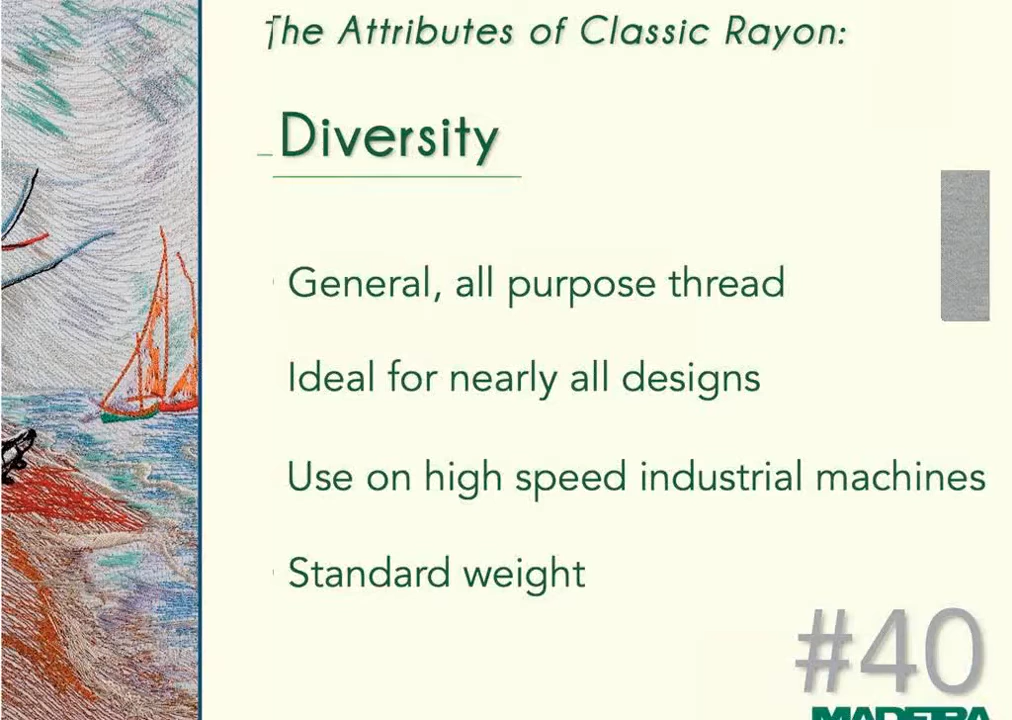 The Attributes of Classic Rayon:
Diversity
General, all purpose thread
Ideal for nearly all designs
Use on high speed industrial machines
Standard weight
#40
MADEIRA